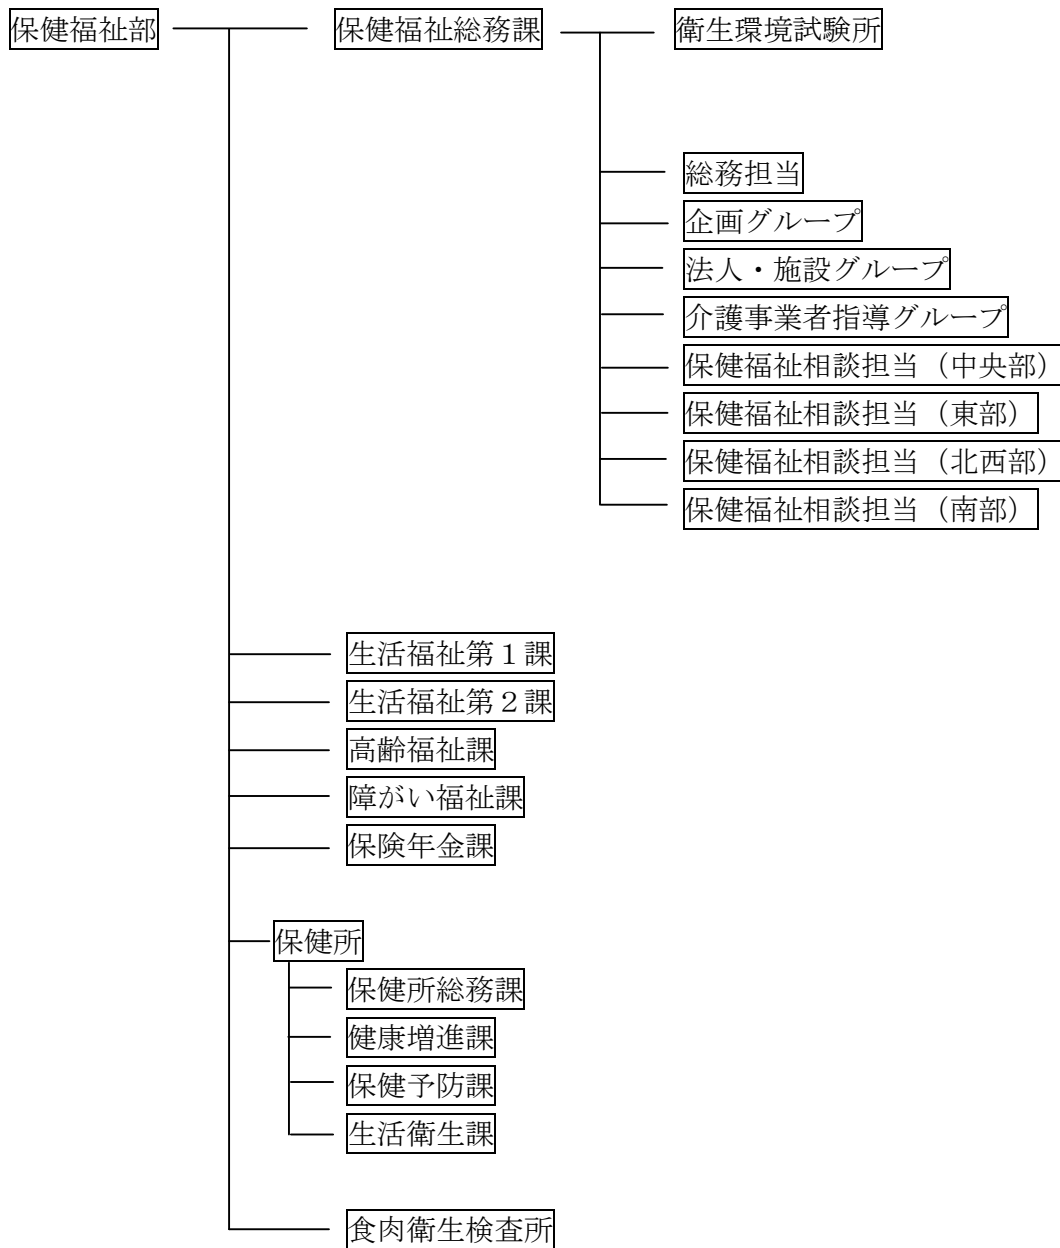 保健福祉部 保健福祉総務課 衛生環境試験所
総務担当
企画グループ
法人・施設グループ
介護事業者指導グループ
保健福祉相談担当（中央部）
保健福祉相談担当（東部）
保健福祉相談担当（北西部）
保健福祉相談担当（南部）
生活福祉第１課
生活福祉第２課
高齢福祉課
障がい福祉課
保険年金課
保健所
保健所総務課
健康増進課
保健予防課
生活衛生課
食肉衛生検査所